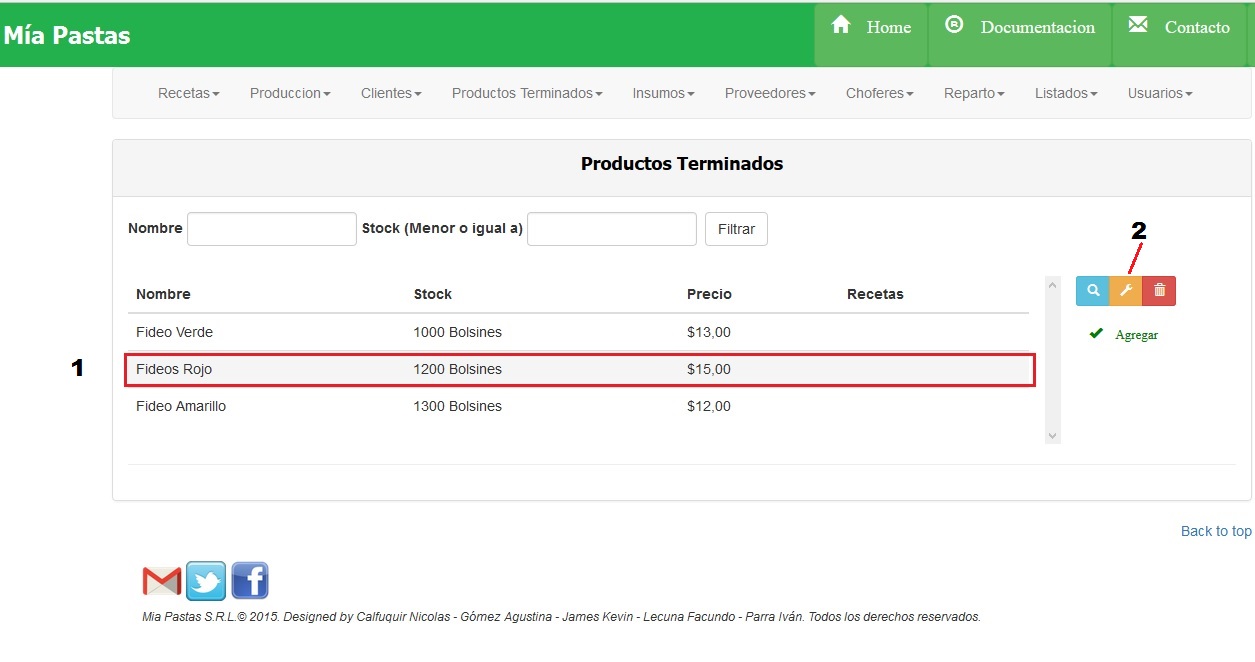 Mía Pastas Home ® Documentacion Contacto
Recetas Produccion Clientes Productos Terminados Insumos Proveedores Choferes Reparto Listados Usuarios
Productos Terminados
Nombre Stock (Menor o igual a) Filtrar
2
Nombre Stock Precio Recetas
Fideo Verde 1000 Bolsines $13,00
Agregar
1 Fideos Rojo 1200 Bolsines $15,00
Fideo Amarillo 1300 Bolsines $12,00
Back to top
Mia Pastas S.R.L.© 2015. Designed by Calfuquir Nicolas - Gómez Agustina - James Kevin - Lecuna Facundo - Parra Iván. Todos los derechos reservados.